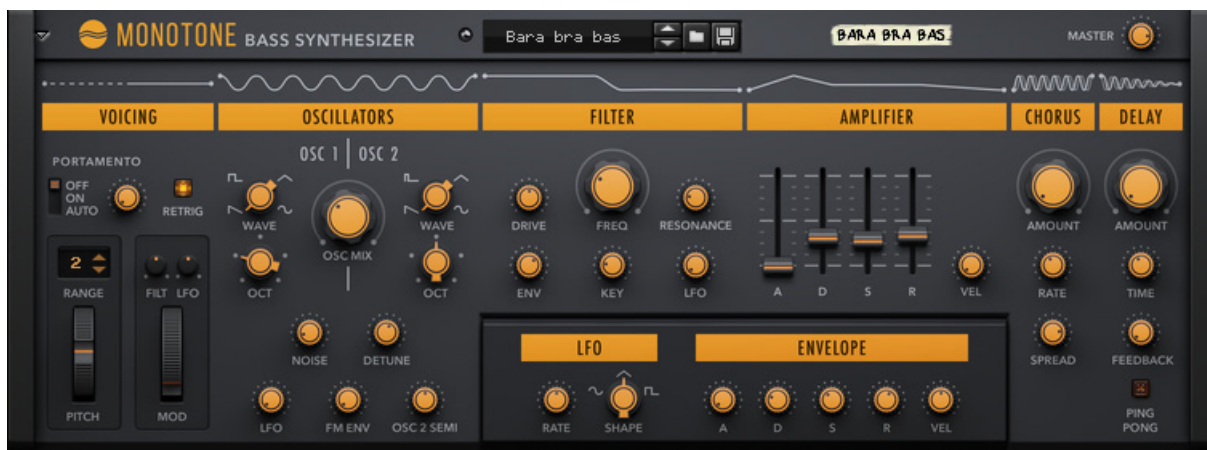 MONOTONE BASS SYNTHESIZER
Bara bra bas
BARA BRA BAS
MASTER
VOICING
OSCILLATORS
FILTER
AMPLIFIER
CHORUS
DELAY
PORTAMENTO
OFF
ON
AUTO
RETRIG
2
RANGE
FILT LFO
PITCH
MOD
OSC 1 OSC 2
WAVE
WAVE
OSC MIX
OCT
OCT
NOISE
DETUNE
LFO
FM ENV
OSC 2 SEMI
DRIVE
FREQ
RESONANCE
ENV
KEY
LFO
A D S R
VEL
LFO
RATE
SHAPE
ENVELOPE
A D S R VEL
AMOUNT
RATE
SPREAD
AMOUNT
TIME
FEEDBACK
PING
PONG